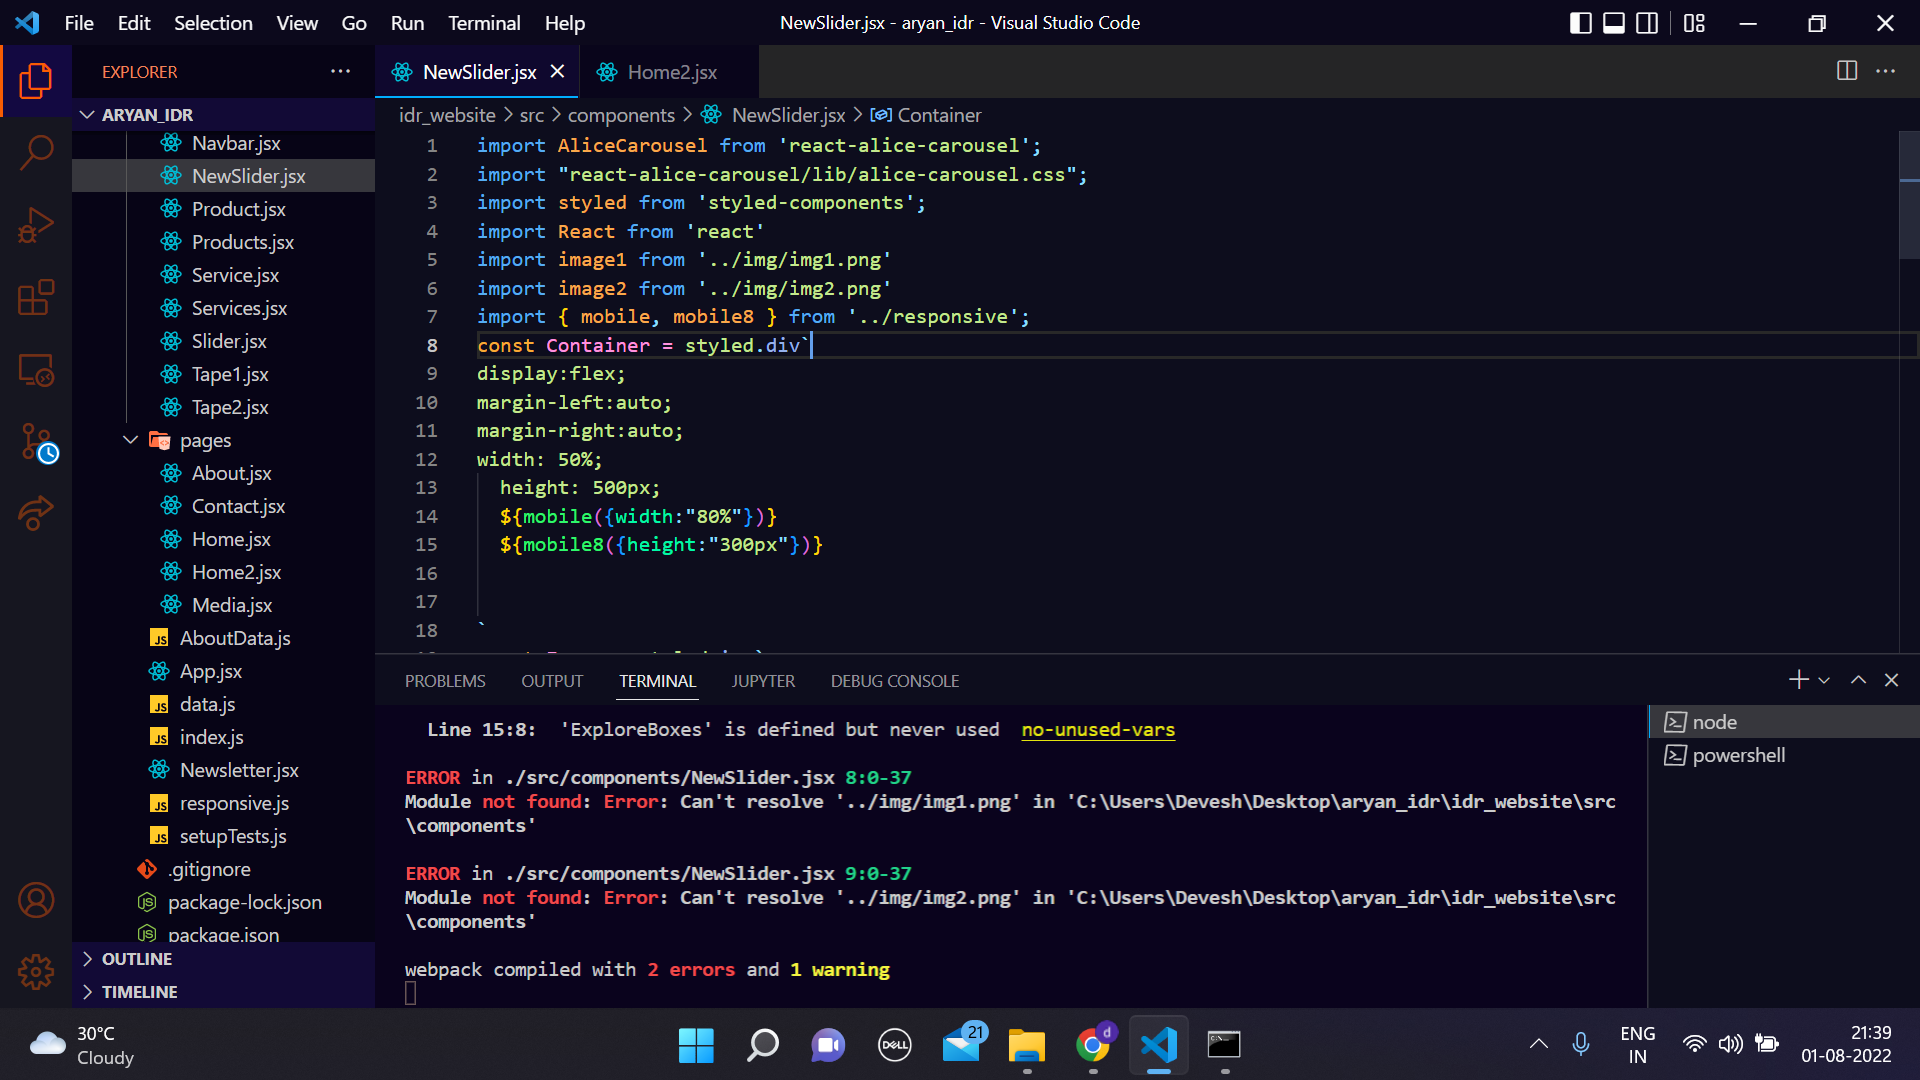 File Edit Selection View Go Run Terminal Help
NewSlider.jsx - aryan_idr - Visual Studio Code
EXPLORER
NewSlider.jsx
Home2.jsx
ARYAN_IDR
idr_website > src > components > NewSlider.jsx > Container
Navbar.jsx
NewSlider.jsx
Product.jsx
Products.jsx
Service.jsx
Services.jsx
Slider.jsx
Tape1.jsx
Tape2.jsx
pages
About.jsx
Contact.jsx
Home.jsx
Home2.jsx
Media.jsx
JS AboutData.js
App.jsx
JS data.js
JS index.js
Newsletter.jsx
JS responsive.js
JS setupTests.js
.gitignore
package-lock.json
package.json
OUTLINE
TIMELINE
1 import AliceCarousel from 'react-alice-carousel';
2 import "react-alice-carousel/lib/alice-carousel.css";
3 import styled from 'styled-components';
4 import React from 'react'
5 import image1 from '../img/img1.png'
6 import image2 from '../img/img2.png'
7 import { mobile, mobile8 } from '../responsive';
8 const Container = styled.div`
9 display:flex;
10 margin-left:auto;
11 margin-right:auto;
12 width: 50%;
13 height: 500px;
14 ${mobile({width:"80%"})}
15 ${mobile8({height:"300px"})}
16
17
18 `
PROBLEMS OUTPUT TERMINAL JUPYTER DEBUG CONSOLE
Line 15:8: 'ExploreBoxes' is defined but never used no-unused-vars
ERROR in ./src/components/NewSlider.jsx 8:0-37
Module not found: Error: Can't resolve '../img/img1.png' in 'C:\Users\Devesh\Desktop\aryan_idr\idr_website\src
\components'
ERROR in ./src/components/NewSlider.jsx 9:0-37
Module not found: Error: Can't resolve '../img/img2.png' in 'C:\Users\Devesh\Desktop\aryan_idr\idr_website\src
\components'
webpack compiled with 2 errors and 1 warning
node
powershell
30°C
Cloudy
DELL
21
d
ENG
IN
21:39
01-08-2022